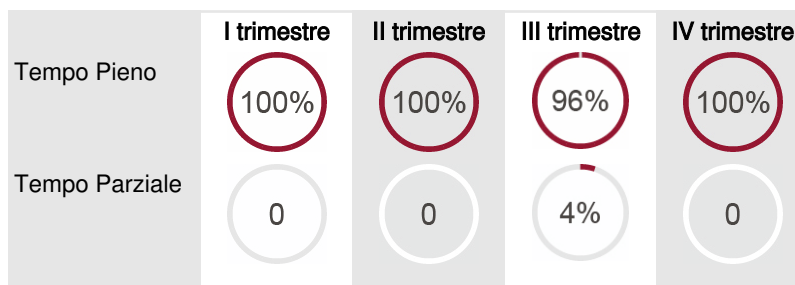 I trimestre II trimestre III trimestre IV trimestre
Tempo Pieno 100% 100% 96% 100%
Tempo Parziale 0 0 4% 0